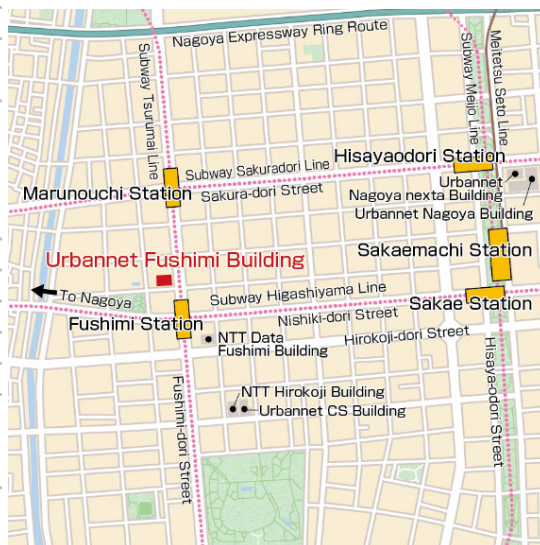 Nagoya Expressway Ring Route
Subway Tsurumai Line
Subway Meijo Line
Meitetsu Seto Line
Hisayaodori Station
Subway Sakuradori Line
Marunouchi Station
Sakura-dori Street
Urbannet
Nagoya nexta Building
Urbannet Nagoya Building
Sakaemachi Station
Urbannet Fushimi Building
To Nagoya
Subway Higashiyama Line
Sakae Station
Fushimi Station
Nishiki-dori Street
NTT Data
Fushimi Building
Hirokoji-dori Street
Hisaya-odori Street
Fushimi-dori Street
NTT Hirokoji Building
Urbannet CS Building